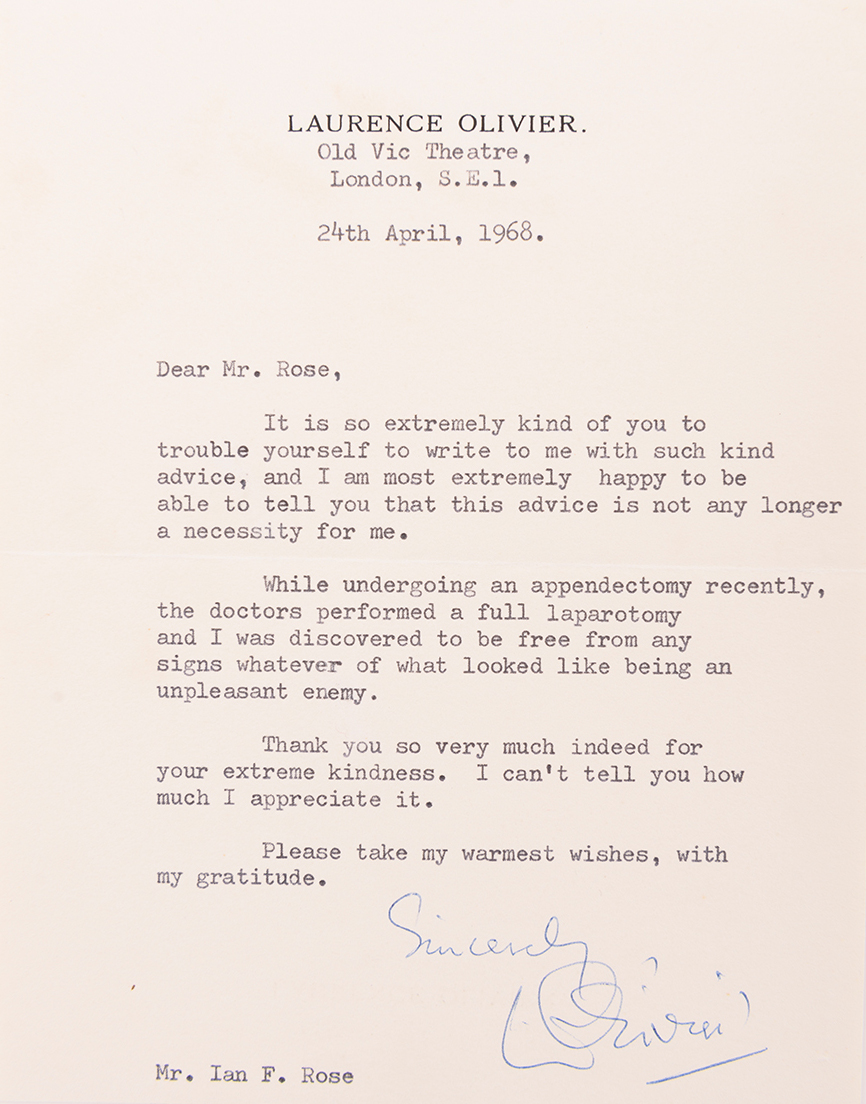 LAURENCE OLIVIER.
Old Vic Theatre,
London, S.E.1.
24th April, 1968.
Dear Mr. Rose,
It is so extremely kind of you to
trouble yourself to write to me with such kind
advice, and I am most extremely happy to be
able to tell you that this advice is not any longer
a necessity for me.
While undergoing an appendectomy recently,
the doctors performed a full laparotomy
and I was discovered to be free from any
signs whatever of what looked like being an
unpleasant enemy.
Thank you so very much indeed for
your extreme kindness. I can't tell you how
much I appreciate it.
Please take my warmest wishes, with
my gratitude.
Sincerely
L Olivier
Mr. Ian F. Rose